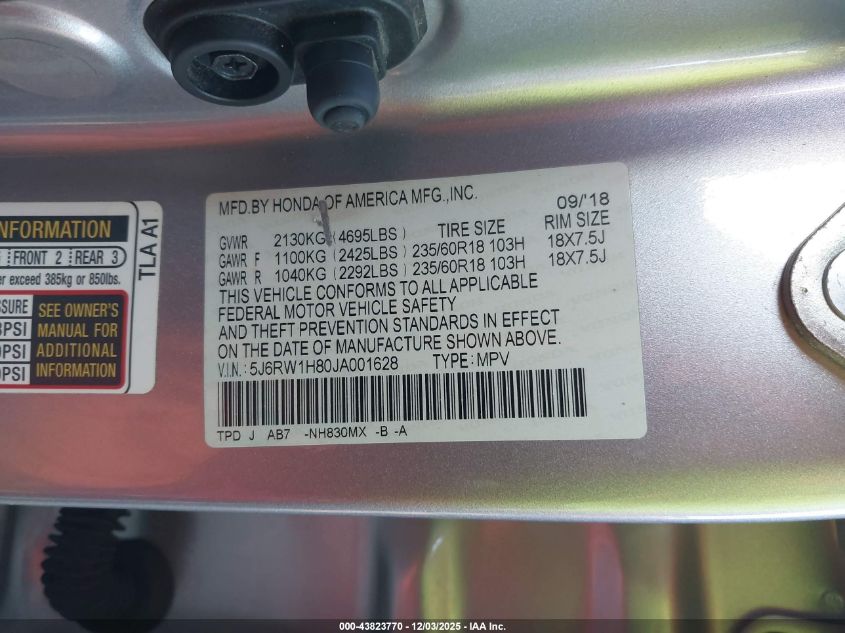 MFD.BY HONDA OF AMERICA MFG.,INC. 09/'18
GVWR 2130KG (4695LBS) TIRE SIZE RIM SIZE
GAWR F 1100KG (2425LBS) 235/60R18 103H 18X7.5J
GAWR R 1040KG (2292LBS) 235/60R18 103H 18X7.5J
THIS VEHICLE CONFORMS TO ALL APPLICABLE
FEDERAL MOTOR VEHICLE SAFETY
AND THEFT PREVENTION STANDARDS IN EFFECT
ON THE DATE OF MANUFACTURE SHOWN ABOVE.
V.I.N.: 5J6RW1H80JA001628 TYPE: MPV
TPD J AB7 -NH830MX -B -A
INFORMATION
FRONT 2 REAR 3
exceed 385kg or 850lbs.
SEE OWNER'S
MANUAL FOR
ADDITIONAL
INFORMATION
PSI
PSI
TLA A1
000-43823770 - 12/03/2025 - IAA Inc.